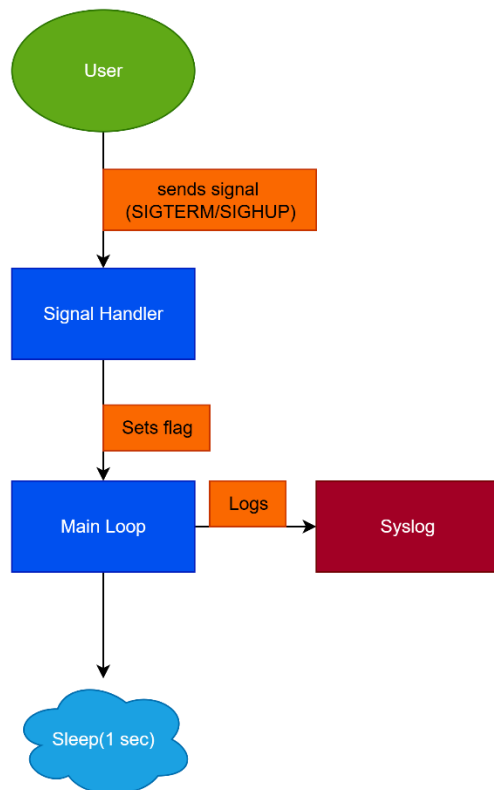 User
sends signal
(SIGTERM/SIGHUP)
Signal Handler
Sets flag
Main Loop
Logs
Syslog
Sleep(1 sec)